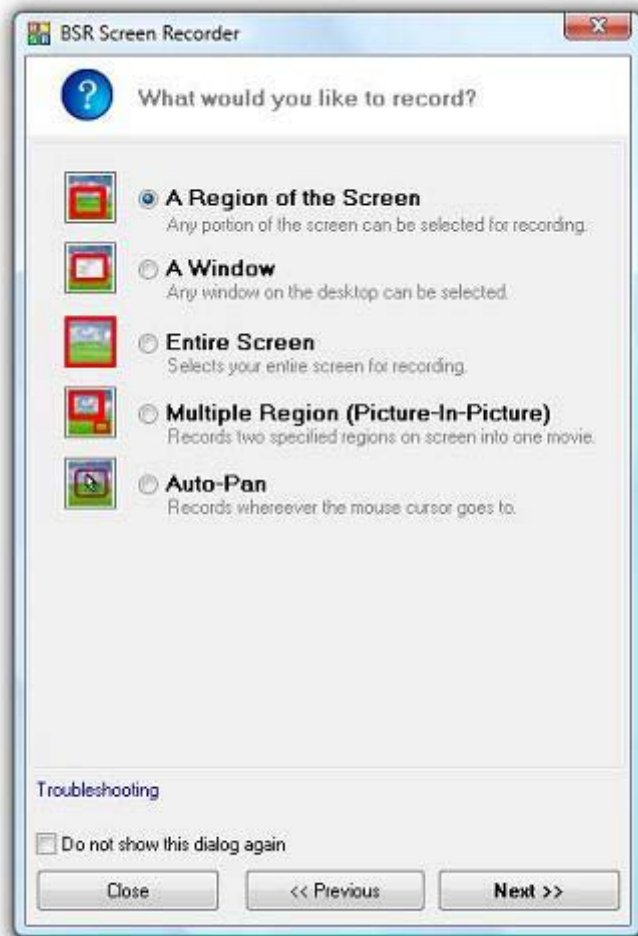 BSR Screen Recorder
What would you like to record?
A Region of the Screen
Any portion of the screen can be selected for recording.
A Window
Any window on the desktop can be selected.
Entire Screen
Selects your entire screen for recording.
Multiple Region (Picture-In-Picture)
Records two specified regions on screen into one movie.
Auto-Pan
Records whereever the mouse cursor goes to.
Troubleshooting
Do not show this dialog again
Close
<< Previous
Next >>